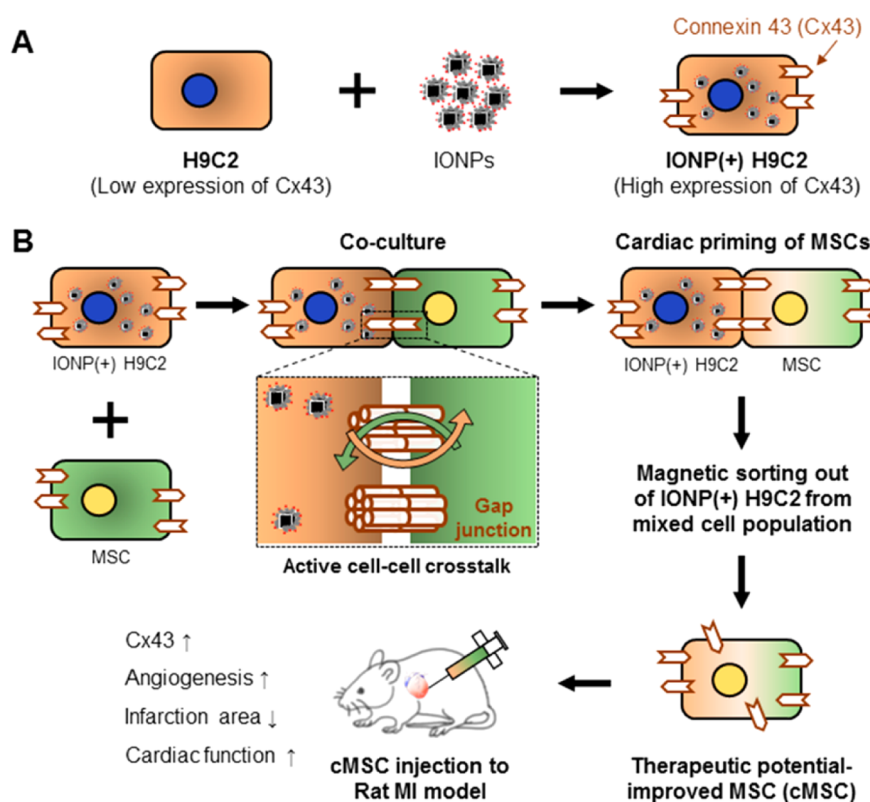 A
Connexin 43 (Cx43)
H9C2
(Low expression of Cx43)
IONPs
IONP(+) H9C2
(High expression of Cx43)
B
Co-culture
Cardiac priming of MSCs
IONP(+) H9C2
MSC
Gap
junction
Active cell-cell crosstalk
IONP(+) H9C2
MSC
Magnetic sorting out
of IONP(+) H9C2 from
mixed cell population
Therapeutic potential-
improved MSC (cMSC)
cMSC injection to
Rat MI model
Cx43 ↑
Angiogenesis ↑
Infarction area ↓
Cardiac function ↑